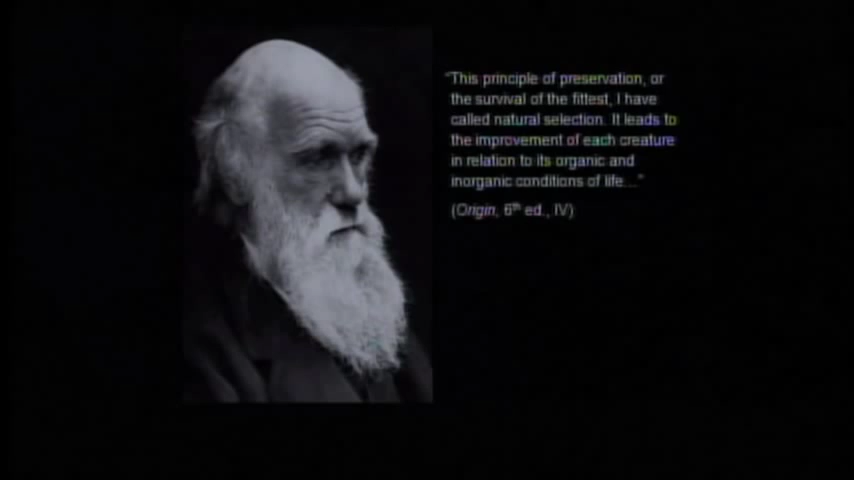 "This principle of preservation, or
the survival of the fittest, I have
called natural selection. It leads to
the improvement of each creature
in relation to its organic and
inorganic conditions of life..."
(Origin, 6th ed., IV)